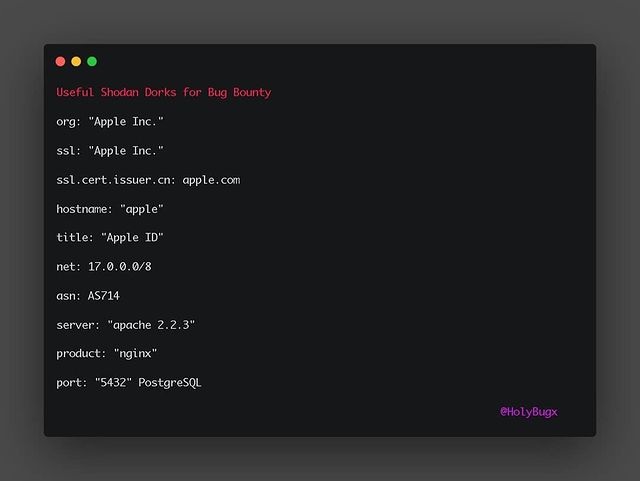 Useful Shodan Dorks for Bug Bounty
org: "Apple Inc."
ssl: "Apple Inc."
ssl.cert.issuer.cn: apple.com
hostname: "apple"
title: "Apple ID"
net: 17.0.0.0/8
asn: AS714
server: "apache 2.2.3"
product: "nginx"
port: "5432" PostgreSQL
@HolyBugx